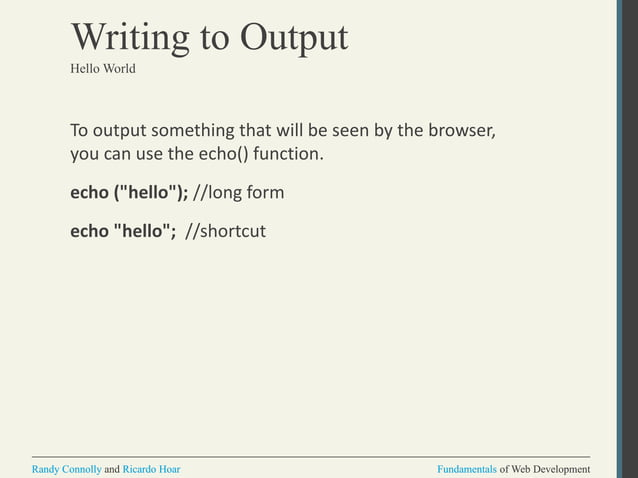 Writing to Output
Hello World
To output something that will be seen by the browser,
you can use the echo() function.
echo ("hello"); //long form
echo "hello";  //shortcut
Randy Connolly and Ricardo Hoar
Fundamentals of Web Development